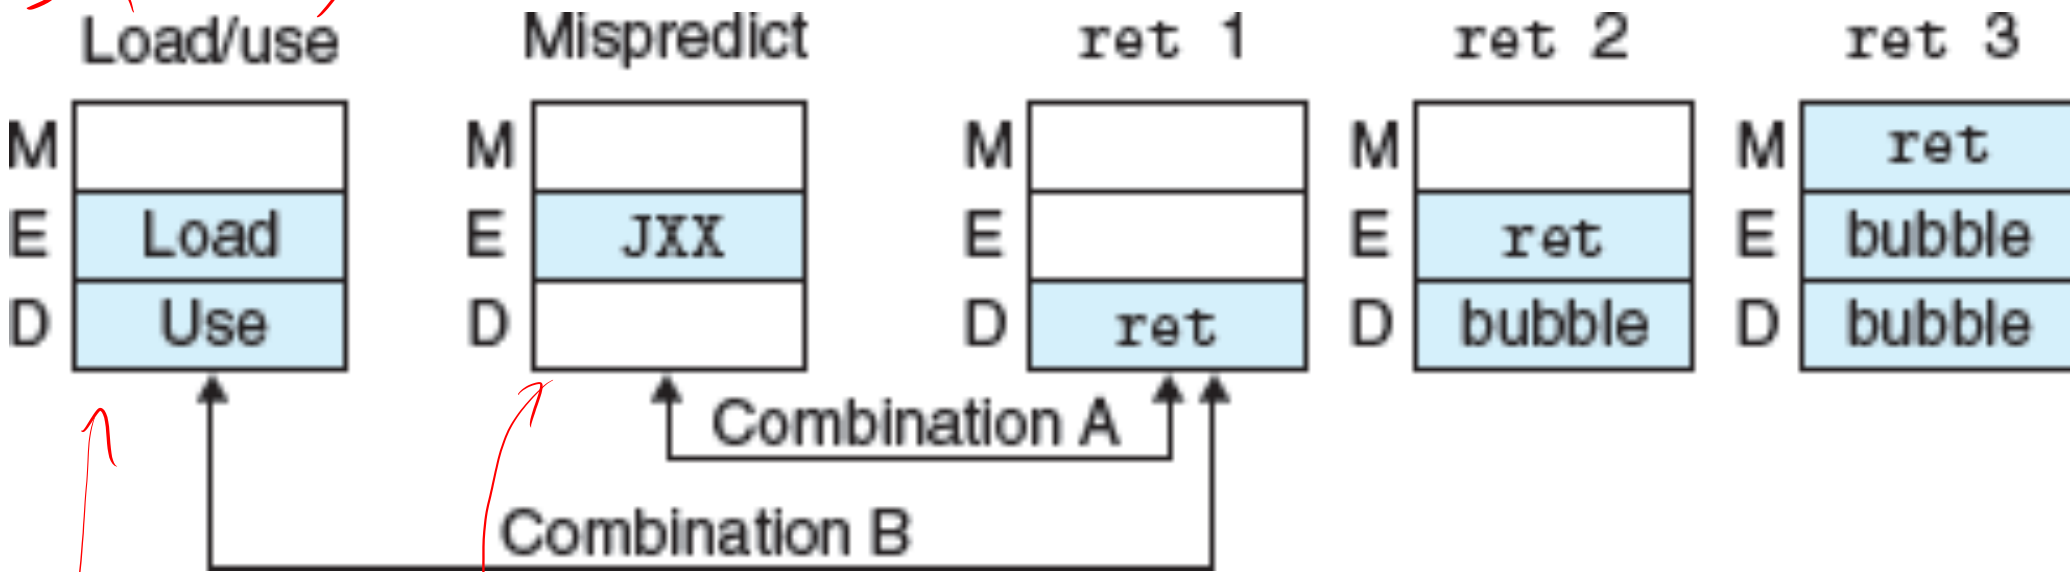 Load/use Mispredict ret 1 ret 2 ret 3
M M M M M ret
E Load E JXX E E ret E bubble
D Use D D ret D bubble D bubble
Combination A
Combination B